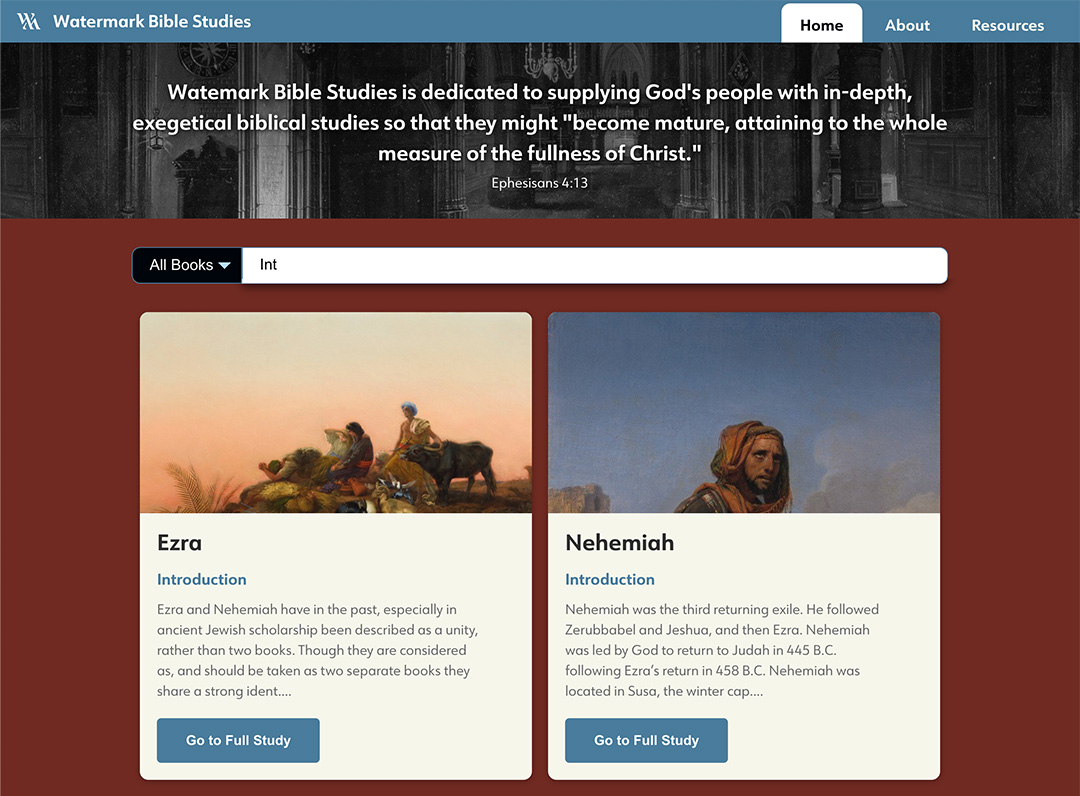 Watermark Bible Studies
Home
About
Resources
Watemark Bible Studies is dedicated to supplying God's people with in-depth,
exegetical biblical studies so that they might "become mature, attaining to the whole
measure of the fullness of Christ."
Ephesisans 4:13
All Books
Int
Ezra
Introduction
Ezra and Nehemiah have in the past, especially in
ancient Jewish scholarship been described as a unity,
rather than two books. Though they are considered
as, and should be taken as two separate books they
share a strong ident....
Go to Full Study
Nehemiah
Introduction
Nehemiah was the third returning exile. He followed
Zerubbabel and Jeshua, and then Ezra. Nehemiah
was led by God to return to Judah in 445 B.C.
following Ezra's return in 458 B.C. Nehemiah was
located in Susa, the winter cap....
Go to Full Study